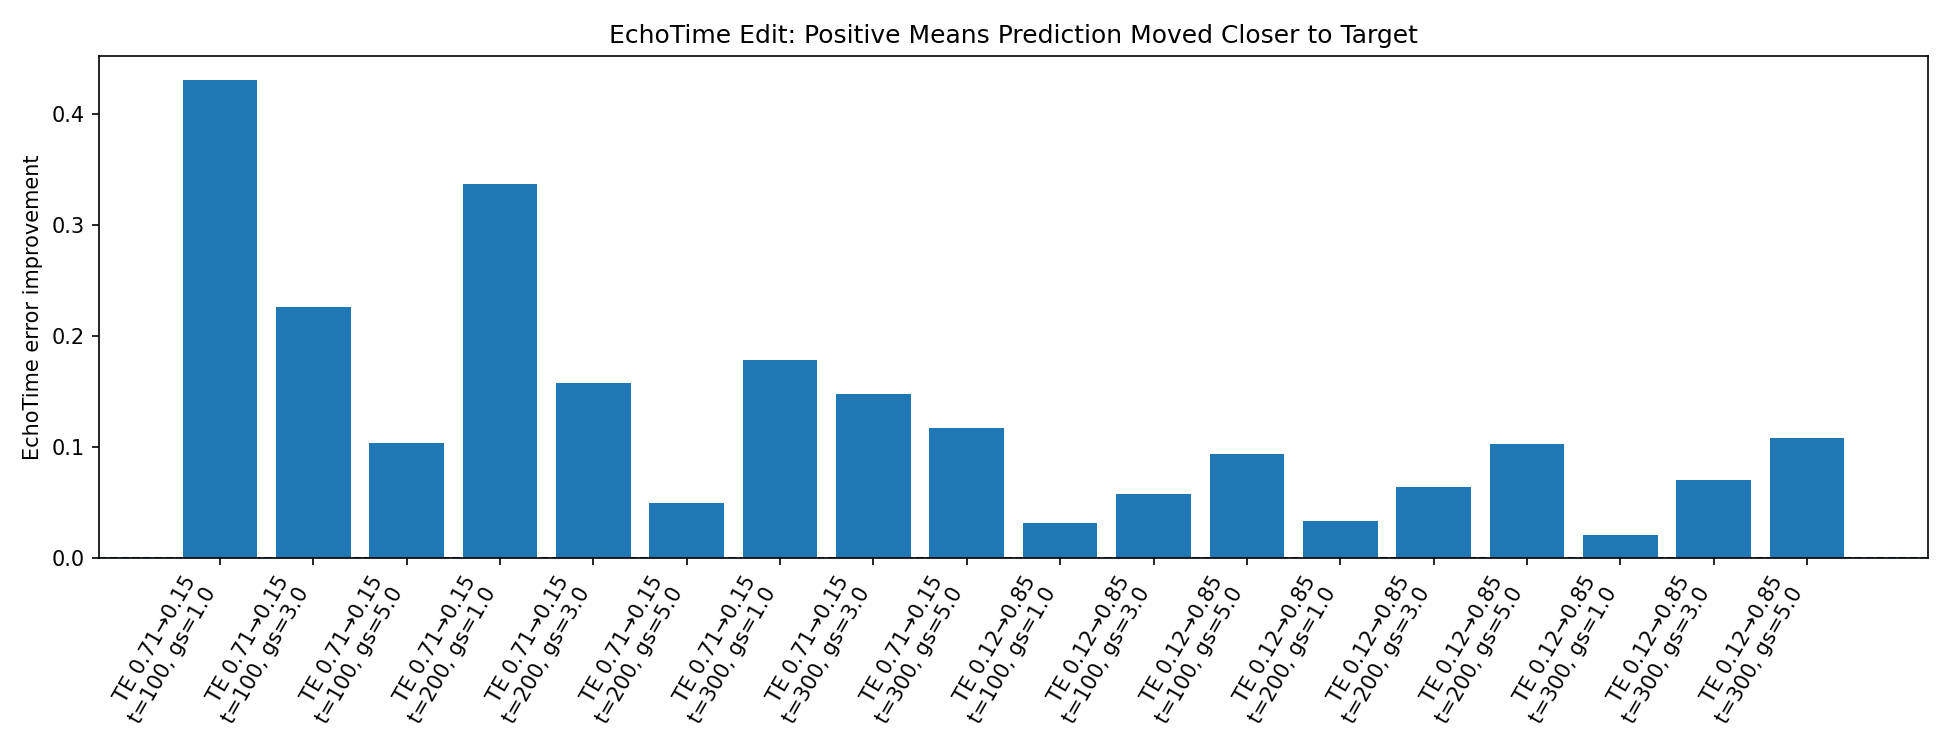 EchoTime Edit: Positive Means Prediction Moved Closer to Target
EchoTime error improvement
0.4
0.3
0.2
0.1
0.0
TE 0.71→0.15
t=100, gs=1.0
TE 0.71→0.15
t=100, gs=3.0
TE 0.71→0.15
t=100, gs=5.0
TE 0.71→0.15
t=200, gs=1.0
TE 0.71→0.15
t=200, gs=3.0
TE 0.71→0.15
t=200, gs=5.0
TE 0.71→0.15
t=300, gs=1.0
TE 0.71→0.15
t=300, gs=3.0
TE 0.71→0.15
t=300, gs=5.0
TE 0.12→0.85
t=100, gs=1.0
TE 0.12→0.85
t=100, gs=3.0
TE 0.12→0.85
t=100, gs=5.0
TE 0.12→0.85
t=200, gs=1.0
TE 0.12→0.85
t=200, gs=3.0
TE 0.12→0.85
t=200, gs=5.0
TE 0.12→0.85
t=300, gs=1.0
TE 0.12→0.85
t=300, gs=3.0
TE 0.12→0.85
t=300, gs=5.0